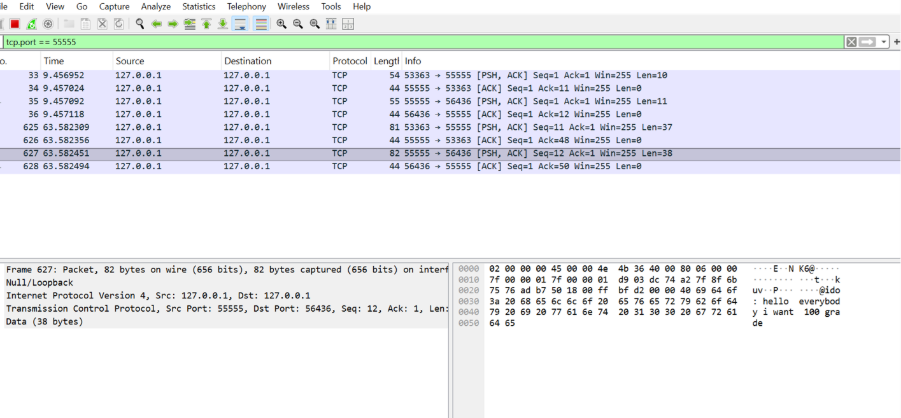 ile Edit View Go Capture Analyze Statistics Telephony Wireless Tools Help
tcp.port == 55555
o. Time Source Destination Protocol Lengtl Info
33 9.456952 127.0.0.1 127.0.0.1 TCP 54 53363 → 55555 [PSH, ACK] Seq=1 Ack=1 Win=255 Len=10
34 9.457024 127.0.0.1 127.0.0.1 TCP 44 55555 → 53363 [ACK] Seq=1 Ack=11 Win=255 Len=0
35 9.457092 127.0.0.1 127.0.0.1 TCP 55 55555 → 56436 [PSH, ACK] Seq=1 Ack=1 Win=255 Len=11
36 9.457118 127.0.0.1 127.0.0.1 TCP 44 56436 → 55555 [ACK] Seq=1 Ack=12 Win=255 Len=0
625 63.582309 127.0.0.1 127.0.0.1 TCP 81 53363 → 55555 [PSH, ACK] Seq=11 Ack=1 Win=255 Len=37
626 63.582356 127.0.0.1 127.0.0.1 TCP 44 55555 → 53363 [ACK] Seq=1 Ack=48 Win=255 Len=0
627 63.582451 127.0.0.1 127.0.0.1 TCP 82 55555 → 56436 [PSH, ACK] Seq=12 Ack=1 Win=255 Len=38
628 63.582494 127.0.0.1 127.0.0.1 TCP 44 56436 → 55555 [ACK] Seq=1 Ack=50 Win=255 Len=0
Frame 627: Packet, 82 bytes on wire (656 bits), 82 bytes captured (656 bits) on interf
Null/Loopback
Internet Protocol Version 4, Src: 127.0.0.1, Dst: 127.0.0.1
Transmission Control Protocol, Src Port: 55555, Dst Port: 56436, Seq: 12, Ack: 1, Len:
Data (38 bytes)
0000 02 00 00 00 45 00 00 4e 4b 36 40 00 80 06 00 00 ····E··N K6@·····
0010 7f 00 00 01 7f 00 00 01 d9 03 dc 74 a2 7f 8f 6b ········ ···t···k
0020 75 76 ad b7 50 18 00 ff bf d2 00 00 40 69 64 6f uv··P··· ····@ido
0030 3a 20 68 65 6c 6c 6f 20 65 76 65 72 79 62 6f 64 : hello everybod
0040 79 20 69 20 77 61 6e 74 20 31 30 30 20 67 72 61 y i want 100 gra
0050 64 65 de